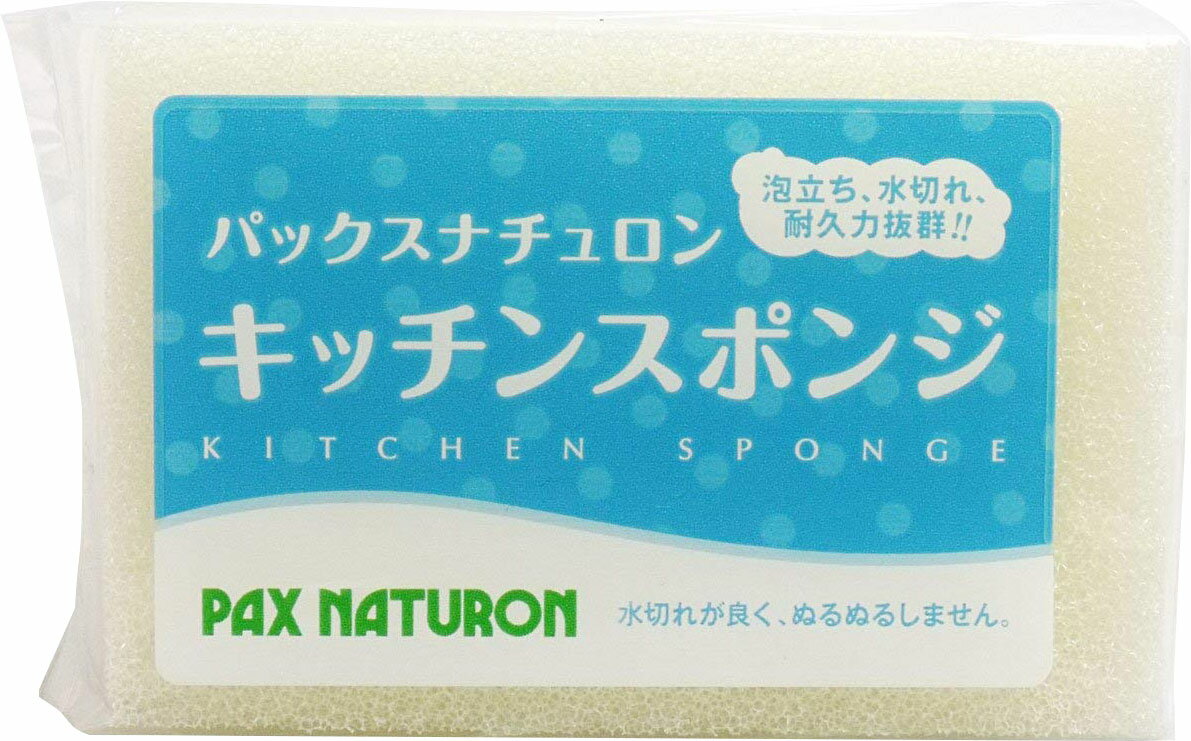 泡立ち、水切れ、
耐久力抜群!!
パックスナチュロン
キッチンスポンジ
KITCHEN SPONGE
PAX NATURON
水切れが良く、ぬるぬるしません。